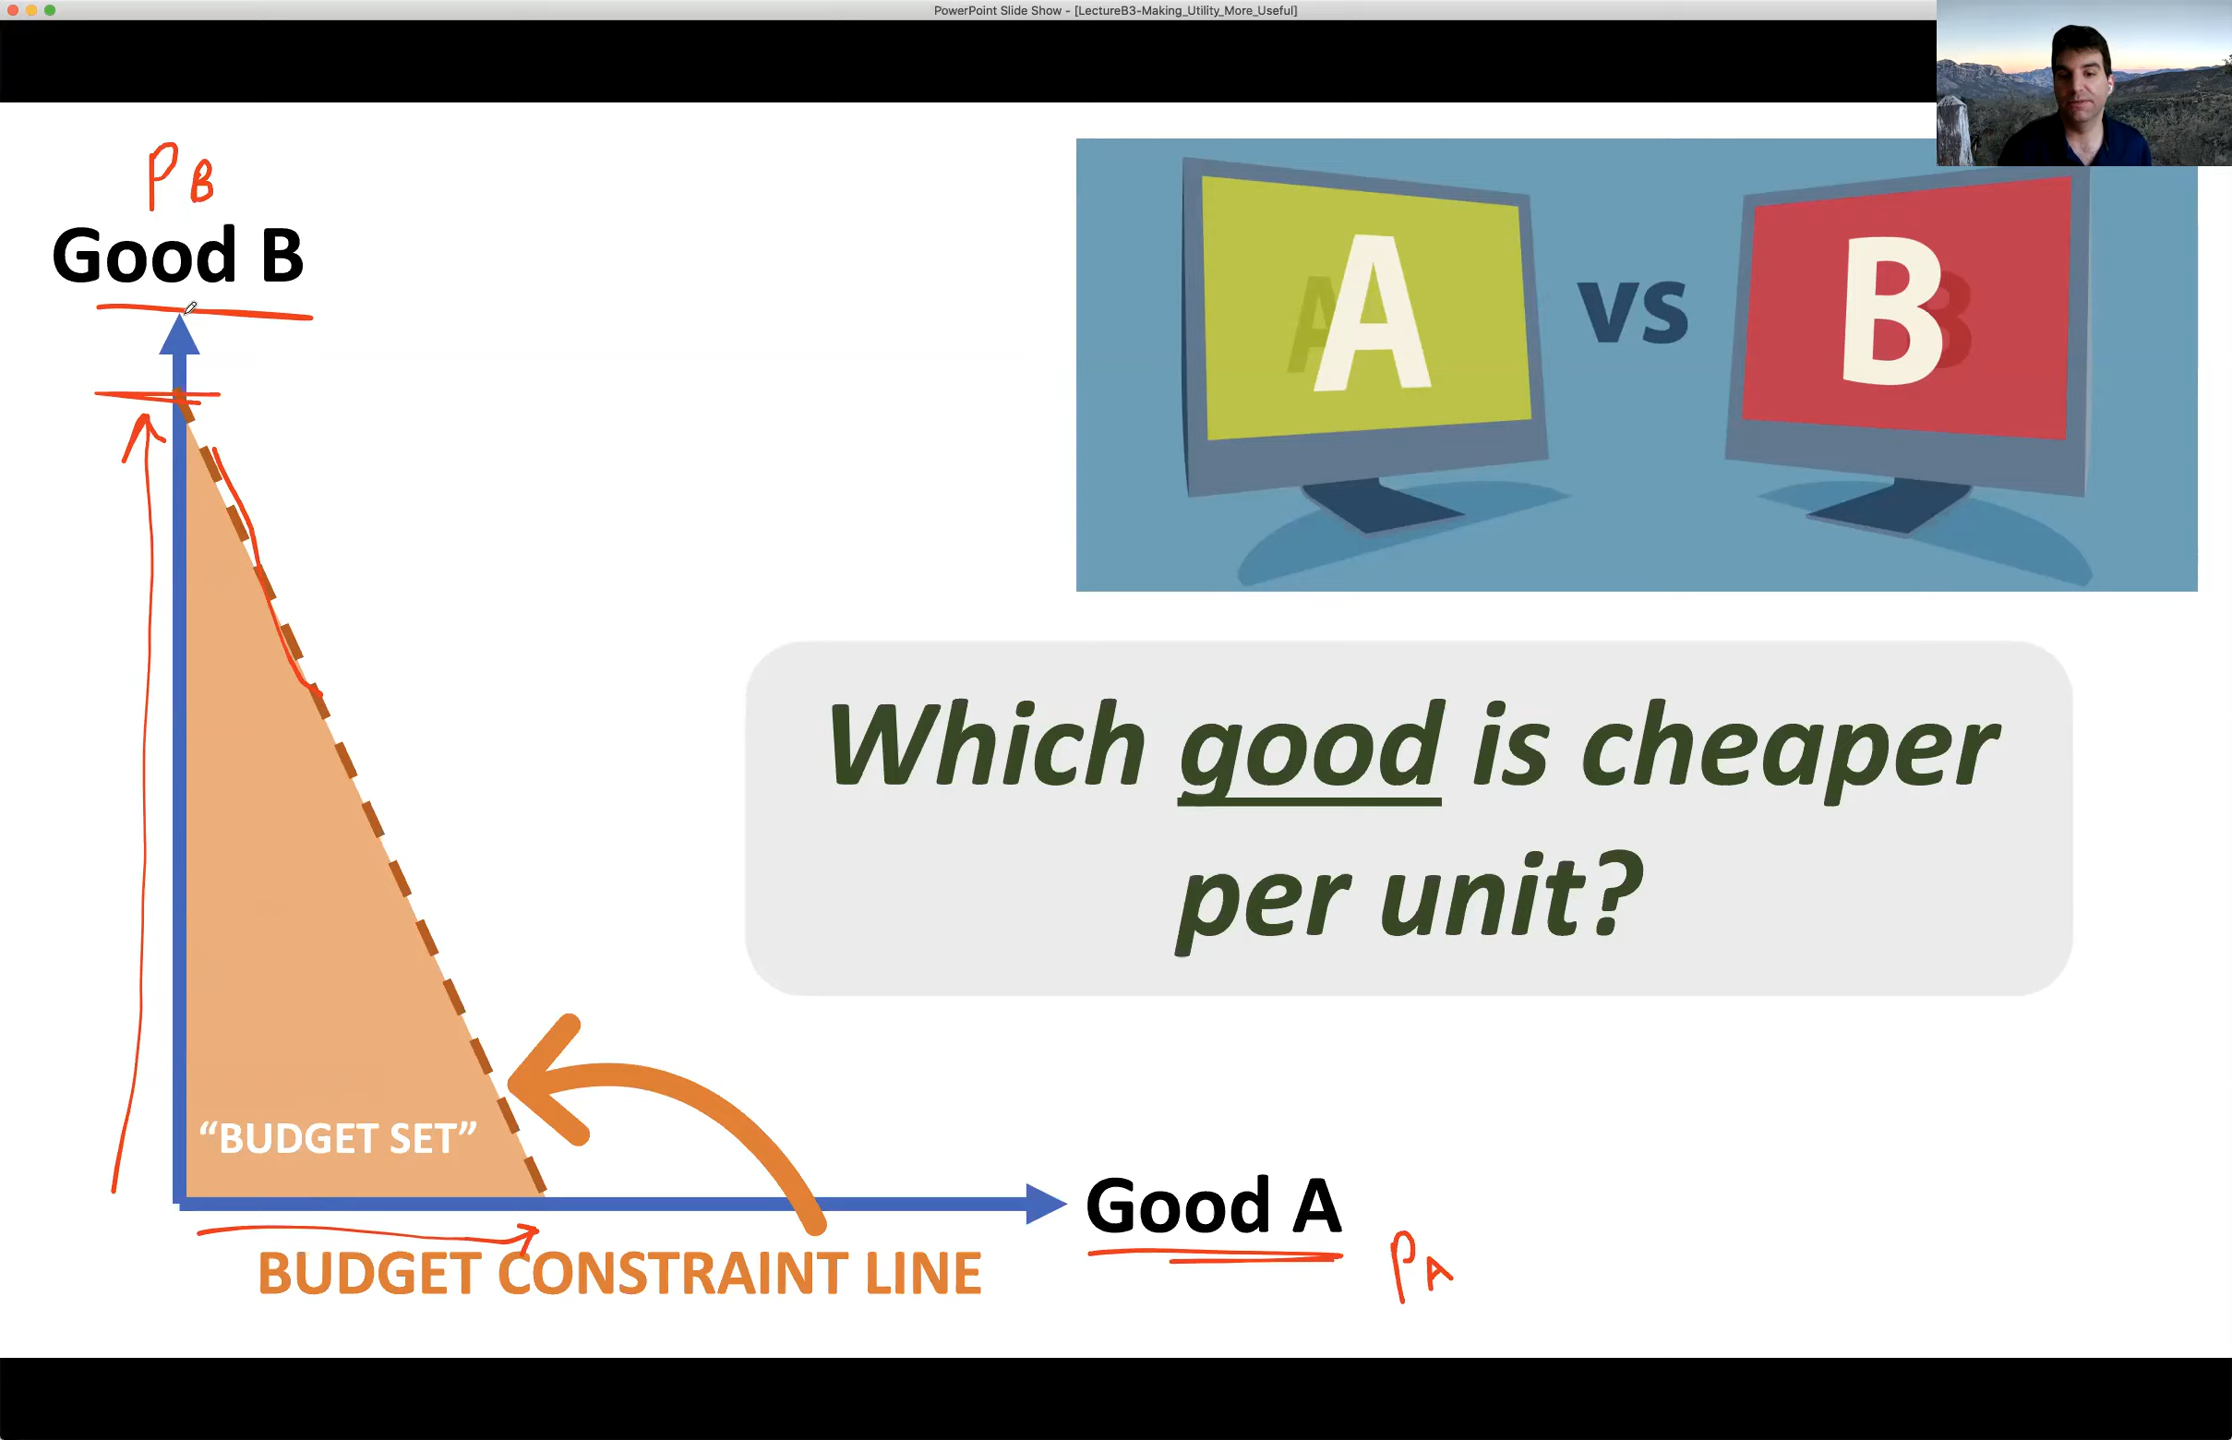 PowerPoint Slide Show - [LectureB3-Making_Utility_More_Useful]
PB
Good B
A
A
vs
B
B
Which good is cheaper
per unit?
“BUDGET SET”
Good A
PA
BUDGET CONSTRAINT LINE